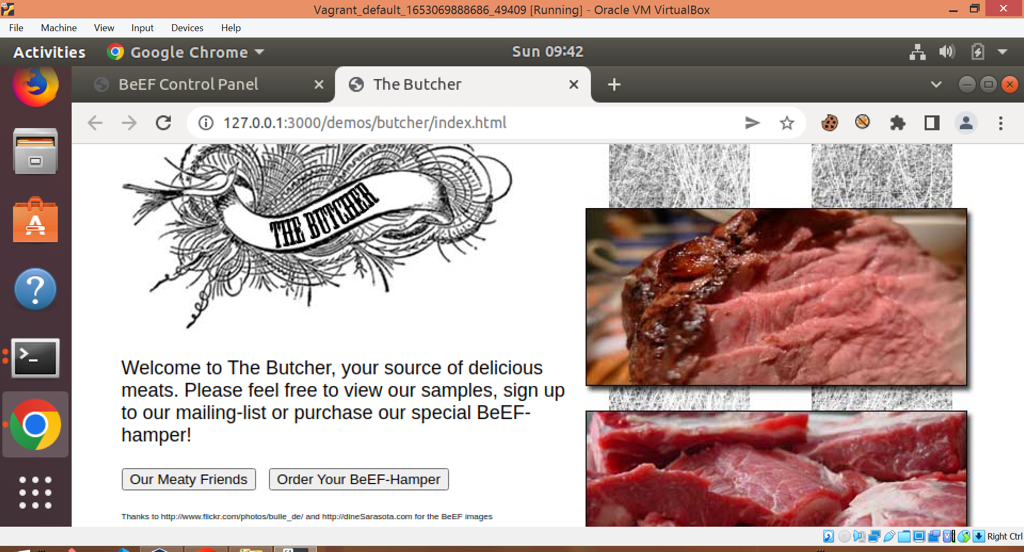 Vagrant_default_1653069888686_49409 [Running] - Oracle VM VirtualBox
File Machine View Input Devices Help
Activities Google Chrome Sun 09:42
BeEF Control Panel The Butcher
127.0.0.1:3000/demos/butcher/index.html
THE BUTCHER
Welcome to The Butcher, your source of delicious
meats. Please feel free to view our samples, sign up
to our mailing-list or purchase our special BeEF-
hamper!
Our Meaty Friends Order Your BeEF-Hamper
Thanks to http://www.flickr.com/photos/bulle_de/ and http://dineSarasota.com for the BeEF images
Right Ctrl